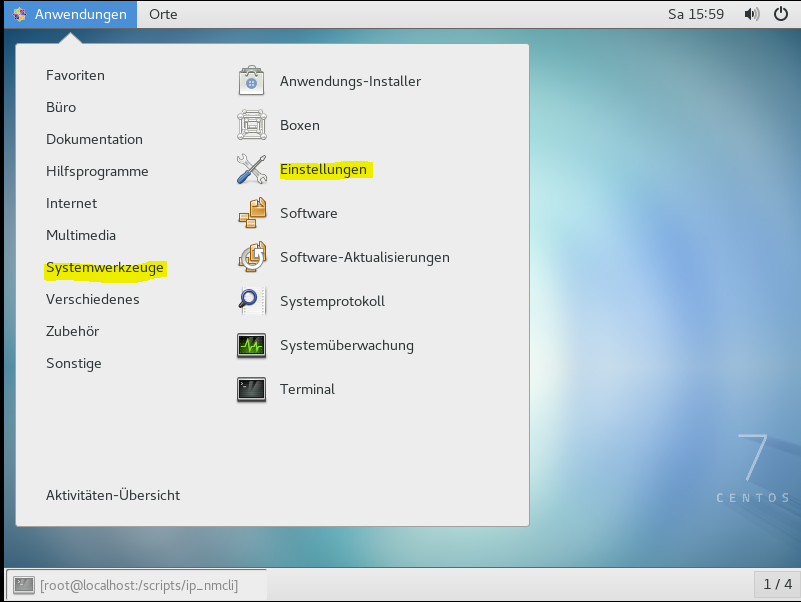 Anwendungen Orte Sa 15:59
Favoriten
Büro
Dokumentation
Hilfsprogramme
Internet
Multimedia
Systemwerkzeuge
Verschiedenes
Zubehör
Sonstige
Aktivitäten-Übersicht
Anwendungs-Installer
Boxen
Einstellungen
Software
Software-Aktualisierungen
Systemprotokoll
Systemüberwachung
Terminal
7
CENTOS
[root@localhost:/scripts/ip_nmcli] 1 / 4